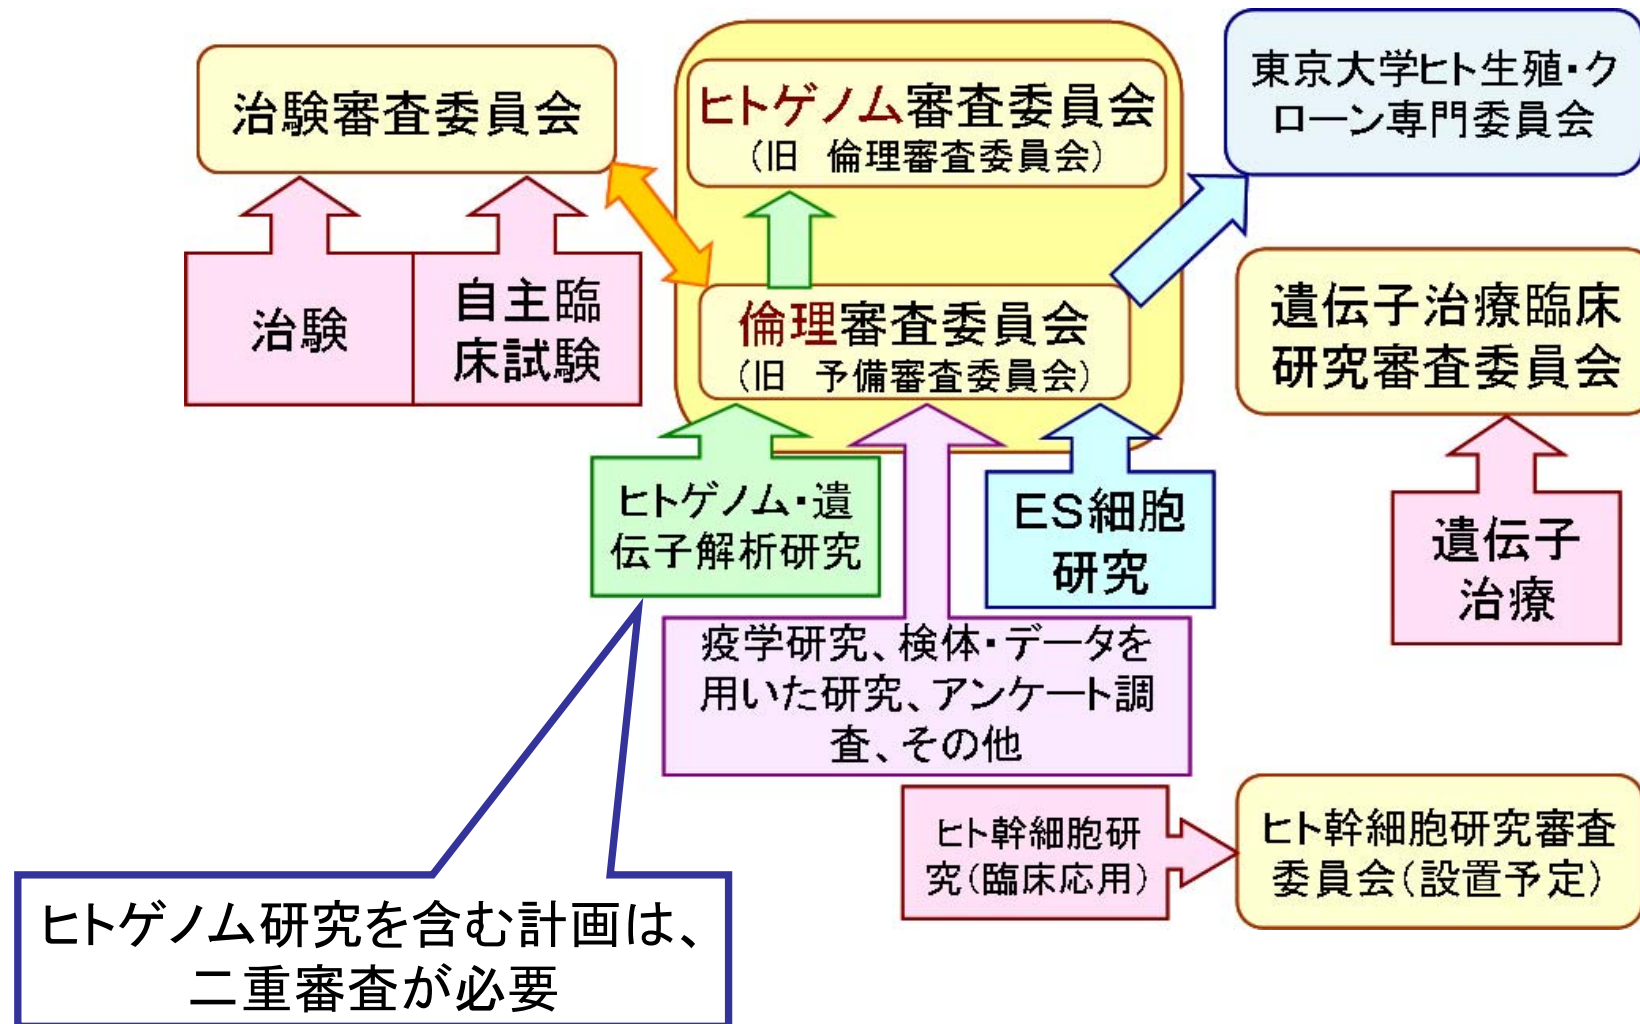 治験審査委員会
ヒトゲノム審査委員会
（旧　倫理審査委員会）
東京大学ヒト生殖・ク
ローン専門委員会
治験
自主臨
床試験
倫理審査委員会
（旧　予備審査委員会）
遺伝子治療臨床
研究審査委員会
ヒトゲノム・遺
伝子解析研究
ES細胞
研究
遺伝子
治療
疫学研究、検体・データを
用いた研究、アンケート調
査、その他
ヒト幹細胞研
究（臨床応用）
ヒト幹細胞研究審査
委員会（設置予定）
ヒトゲノム研究を含む計画は、
二重審査が必要